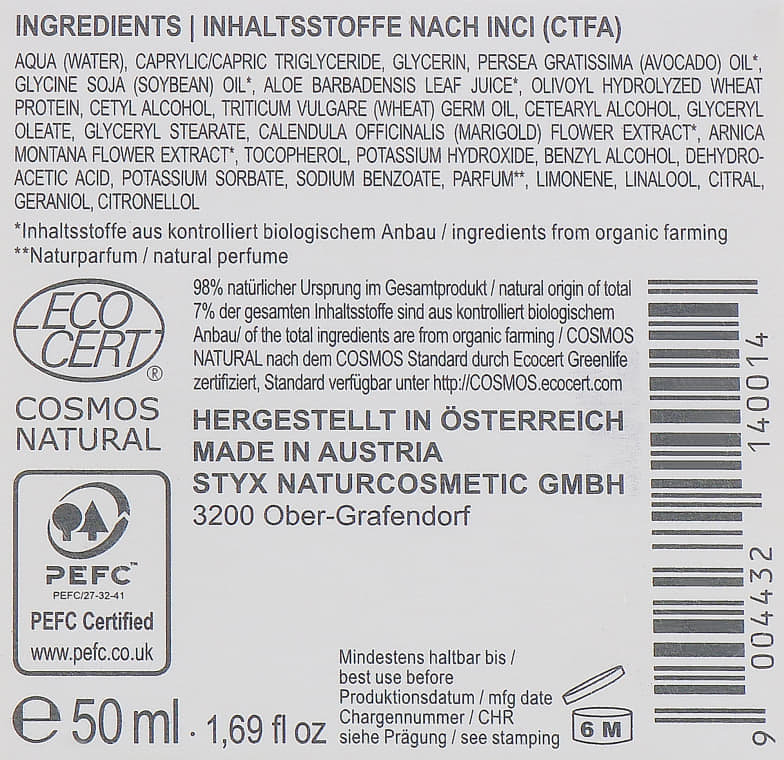 INGREDIENTS | INHALTSSTOFFE NACH INCI (CTFA)
AQUA (WATER), CAPRYLIC/CAPRIC TRIGLYCERIDE, GLYCERIN, PERSEA GRATISSIMA (AVOCADO) OIL*,
GLYCINE SOJA (SOYBEAN) OIL*, ALOE BARBADENSIS LEAF JUICE*, OLIVOYL HYDROLYZED WHEAT
PROTEIN, CETYL ALCOHOL, TRITICUM VULGARE (WHEAT) GERM OIL, CETEARYL ALCOHOL, GLYCERYL
OLEATE, GLYCERYL STEARATE, CALENDULA OFFICINALIS (MARIGOLD) FLOWER EXTRACT*, ARNICA
MONTANA FLOWER EXTRACT*, TOCOPHEROL, POTASSIUM HYDROXIDE, BENZYL ALCOHOL, DEHYDRO-
ACETIC ACID, POTASSIUM SORBATE, SODIUM BENZOATE, PARFUM**, LIMONENE, LINALOOL, CITRAL,
GERANIOL, CITRONELLOL
*Inhaltsstoffe aus kontrolliert biologischem Anbau / ingredients from organic farming
**Naturparfum / natural perfume
ECO
CERT
®
COSMOS
NATURAL
98% natürlicher Ursprung im Gesamtprodukt / natural origin of total
7% der gesamten Inhaltsstoffe sind aus kontrolliert biologischem
Anbau/ of the total ingredients are from organic farming / COSMOS
NATURAL nach dem COSMOS Standard durch Ecocert Greenlife
zertifiziert, Standard verfügbar unter http://COSMOS.ecocert.com
HERGESTELLT IN ÖSTERREICH
MADE IN AUSTRIA
STYX NATURCOSMETIC GMBH
3200 Ober-Grafendorf
PEFC™
PEFC/27-32-41
PEFC Certified
www.pefc.co.uk
e 50 ml · 1,69 fl oz
Mindestens haltbar bis /
best use before
Produktionsdatum / mfg date
Chargennummer / CHR
siehe Prägung / see stamping
6 M
9 004432 140014